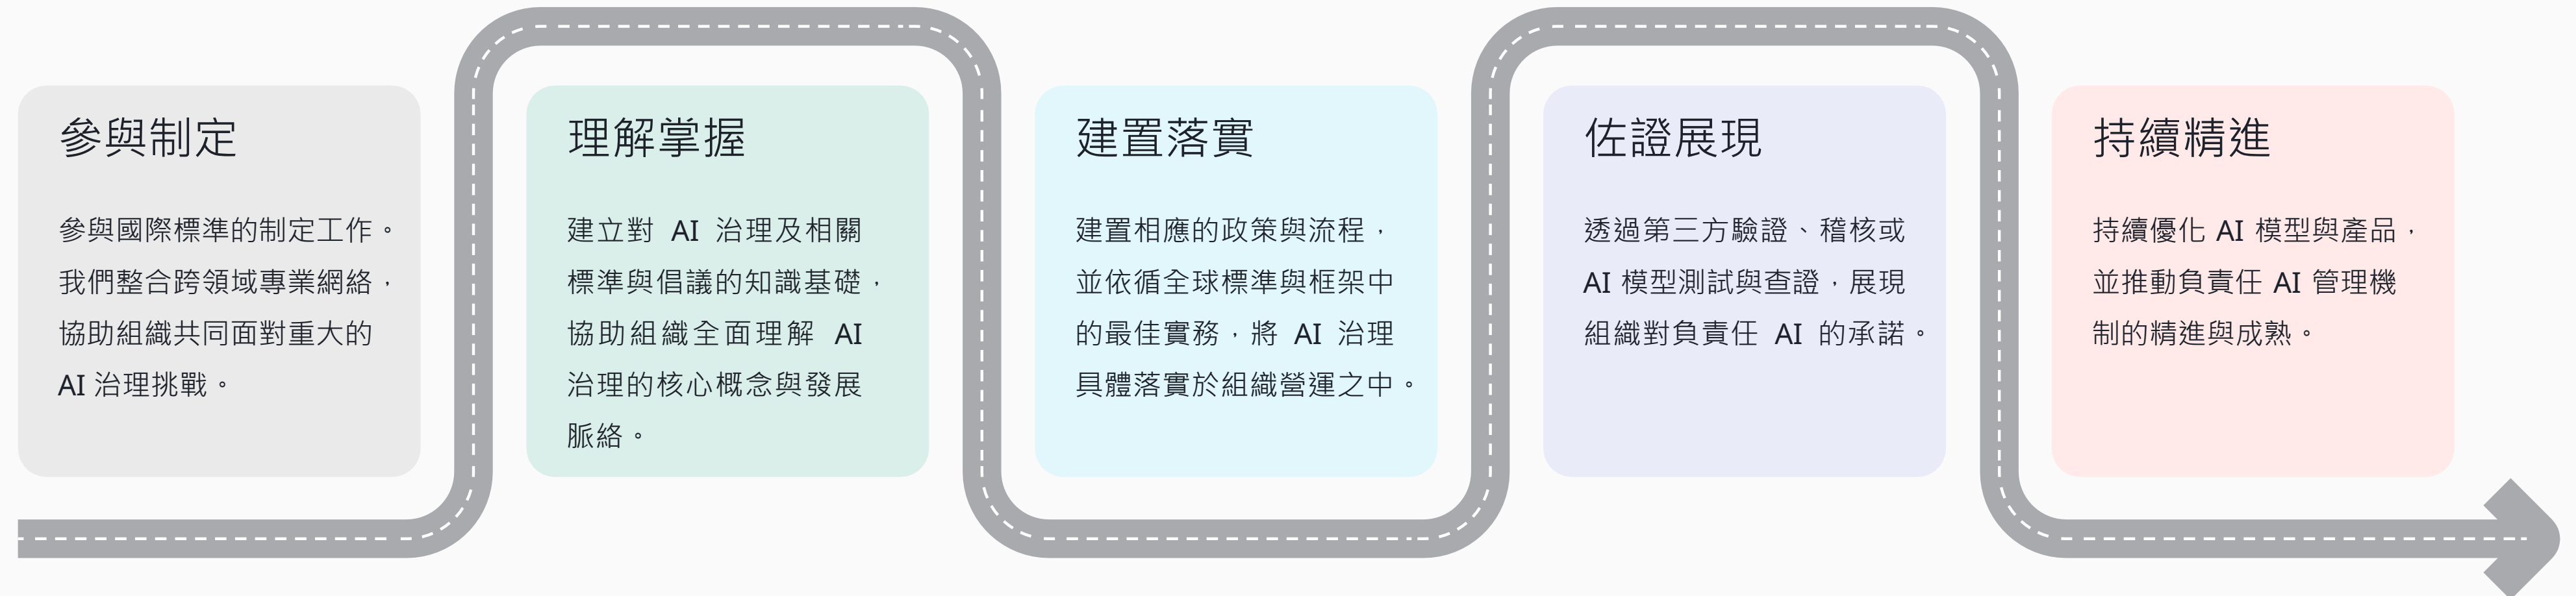 參與制定
參與國際標準的制定工作。
我們整合跨領域專業網絡，
協助組織共同面對重大的
AI 治理挑戰。
理解掌握
建立對 AI 治理及相關
標準與倡議的知識基礎，
協助組織全面理解 AI
治理的核心概念與發展
脈絡。
建置落實
建置相應的政策與流程，
並依循全球標準與框架中
的最佳實務，將 AI 治理
具體落實於組織營運之中。
佐證展現
透過第三方驗證、稽核或
AI 模型測試與查證，展現
組織對負責任 AI 的承諾。
持續精進
持續優化 AI 模型與產品，
並推動負責任 AI 管理機
制的精進與成熟。